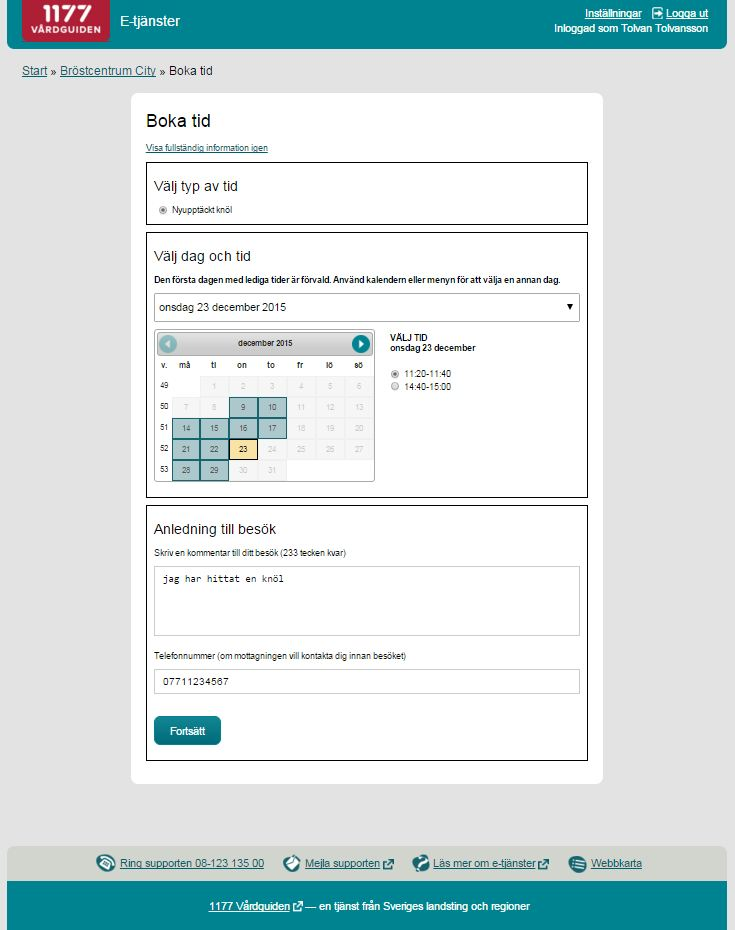 1177
VÅRDGUIDEN
E-tjänster
Inställningar Logga ut
Inloggad som Tolvan Tolvansson
Start » Bröstcentrum City » Boka tid
Boka tid
Visa fullständig information igen
Välj typ av tid
Nyupptäckt knöl
Välj dag och tid
Den första dagen med lediga tider är förvald. Använd kalendern eller menyn för att välja en annan dag.
onsdag 23 december 2015
december 2015
v. må ti on to fr lö sö
49 1 2 3 4 5 6
50 7 8 9 10 11 12 13
51 14 15 16 17 18 19 20
52 21 22 23 24 25 26 27
53 28 29 30 31
VÄLJ TID
onsdag 23 december
11:20-11:40
14:40-15:00
Anledning till besök
Skriv en kommentar till ditt besök (233 tecken kvar)
jag har hittat en knöl
Telefonnummer (om mottagningen vill kontakta dig innan besöket)
07711234567
Fortsätt
Ring supporten 08-123 135 00 Mejla supporten Läs mer om e-tjänster Webbkarta
1177 Vårdguiden — en tjänst från Sveriges landsting och regioner